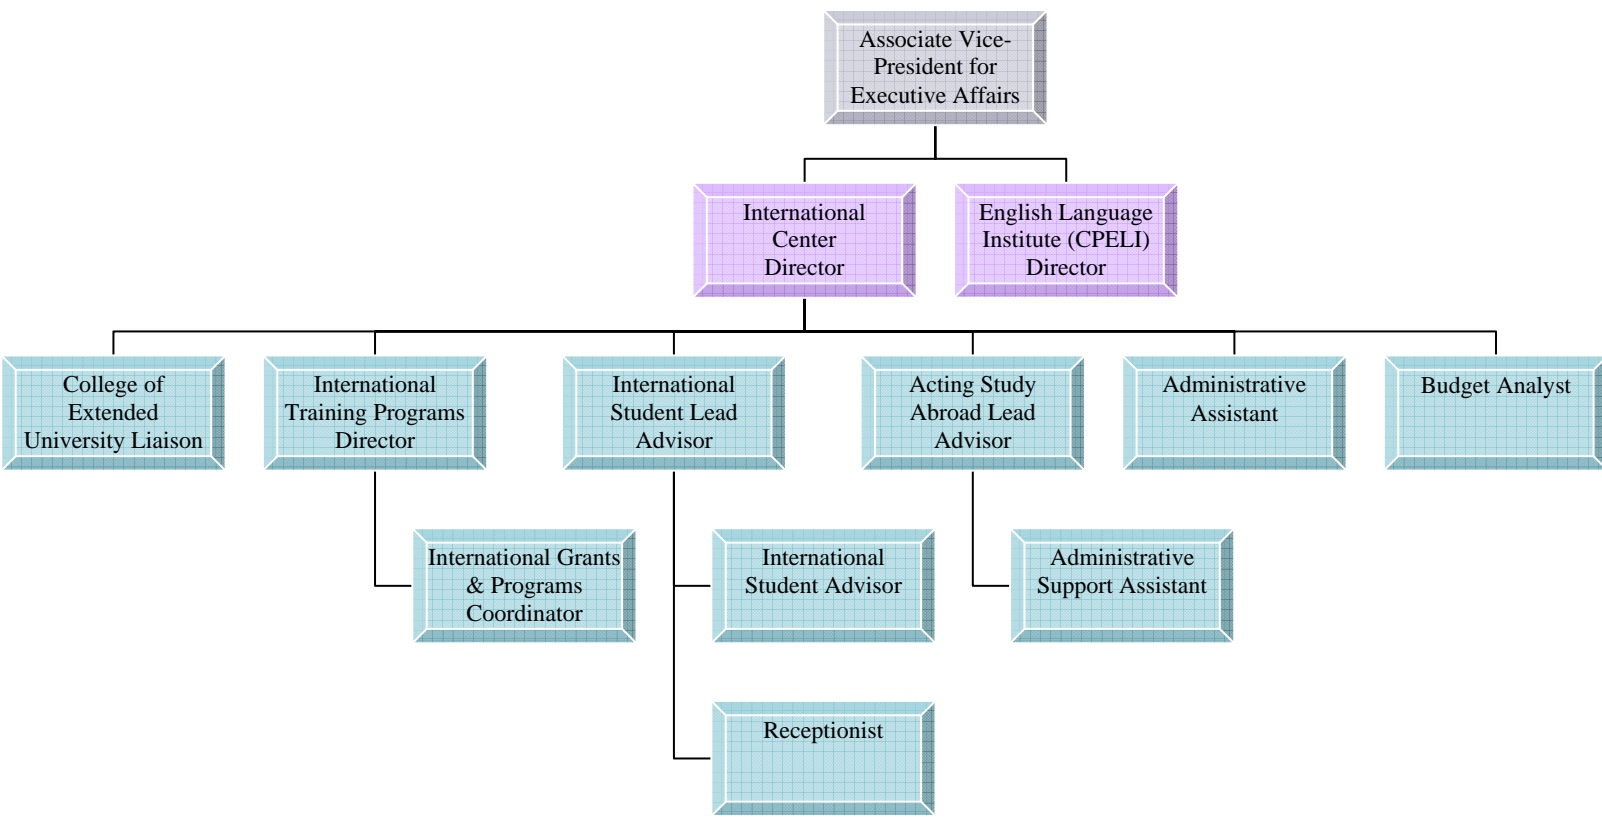 Associate Vice-
President for
Executive Affairs
International
Center
Director
English Language
Institute (CPELI)
Director
College of
Extended
University Liaison
International
Training Programs
Director
International
Student Lead
Advisor
Acting Study
Abroad Lead
Advisor
Administrative
Assistant
Budget Analyst
International Grants
& Programs
Coordinator
International
Student Advisor
Administrative
Support Assistant
Receptionist